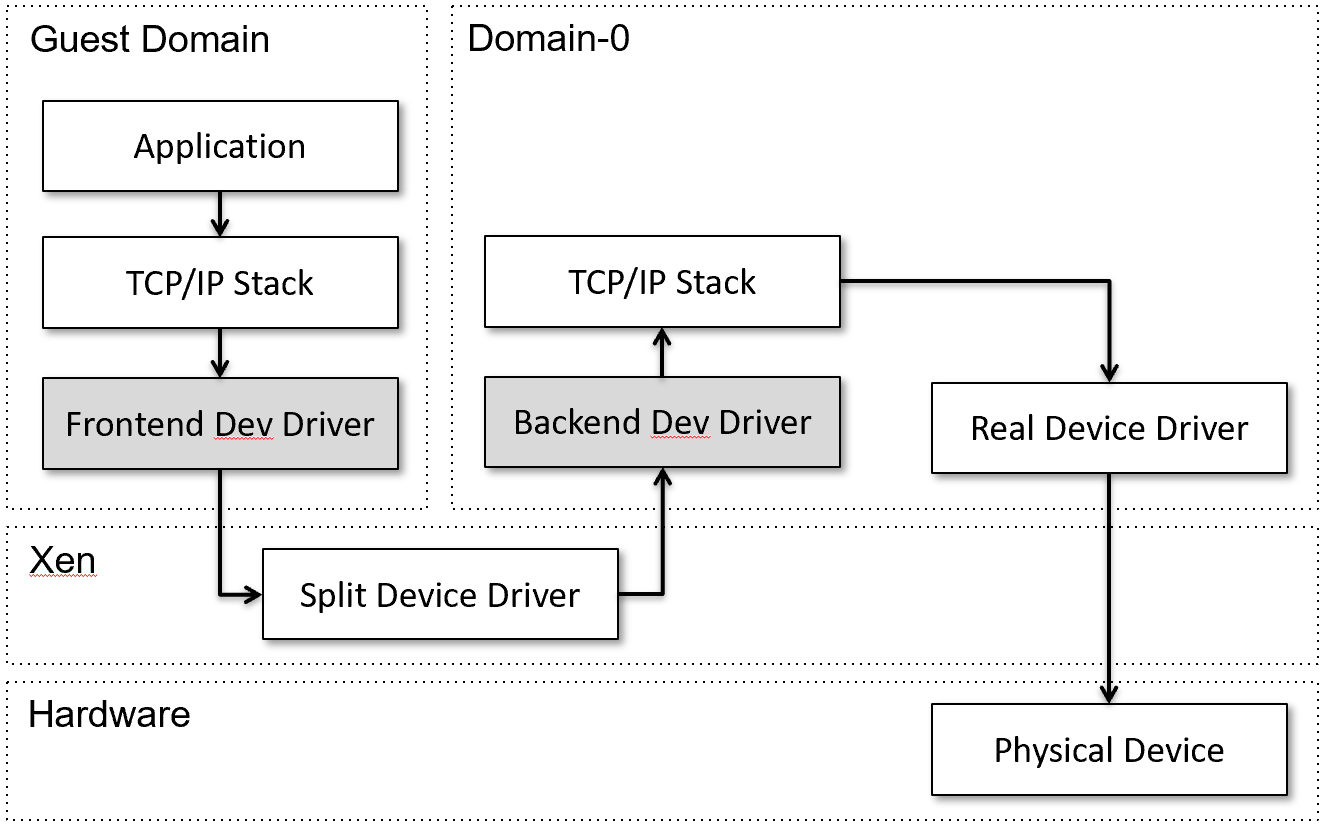 Guest Domain
Application
TCP/IP Stack
Frontend Dev Driver
Domain-0
TCP/IP Stack
Backend Dev Driver
Real Device Driver
Xen
Split Device Driver
Hardware
Physical Device